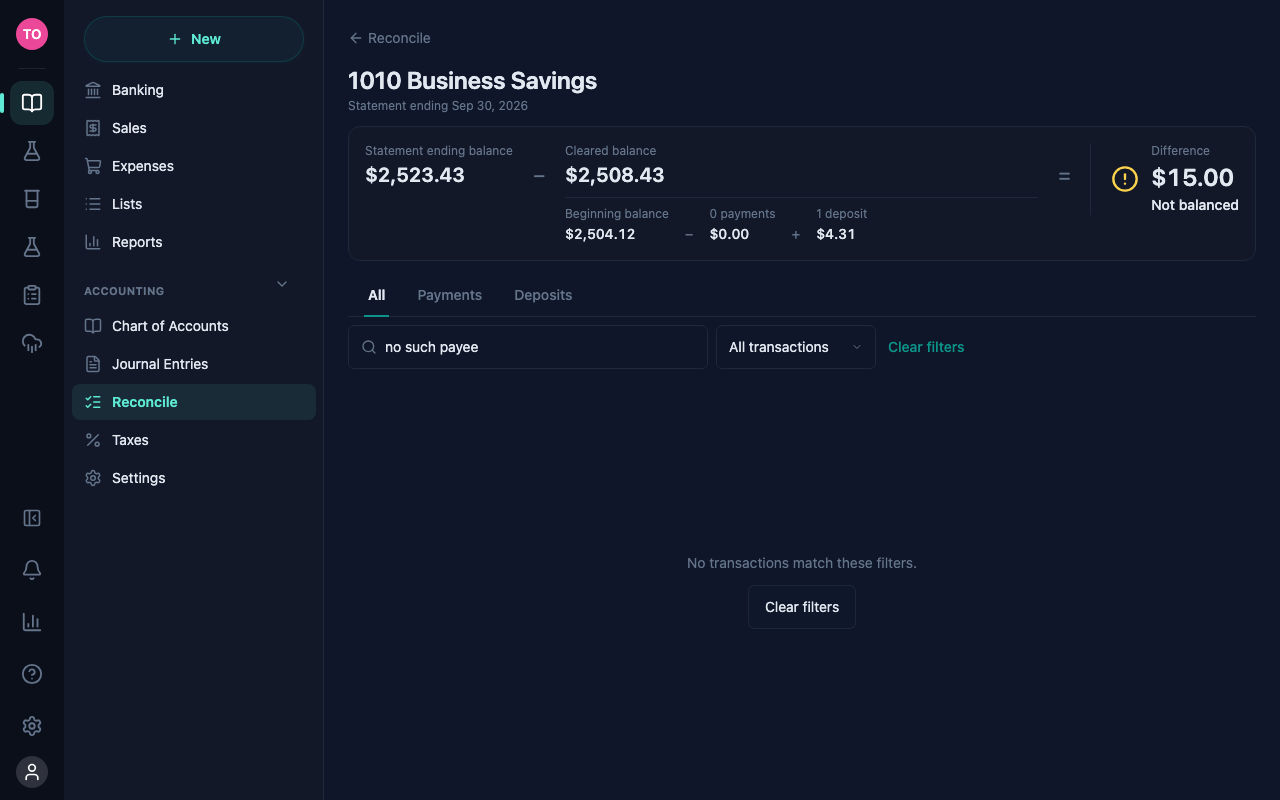 TO
New
Banking
Sales
Expenses
Lists
Reports
ACCOUNTING
Chart of Accounts
Journal Entries
Reconcile
Taxes
Settings
Reconcile
1010 Business Savings
Statement ending Sep 30, 2026
Statement ending balance
$2,523.43
–
Cleared balance
$2,508.43
Beginning balance
$2,504.12
–
0 payments
$0.00
+
1 deposit
$4.31
=
Difference
$15.00
Not balanced
All Payments Deposits
no such payee All transactions Clear filters
No transactions match these filters.
Clear filters